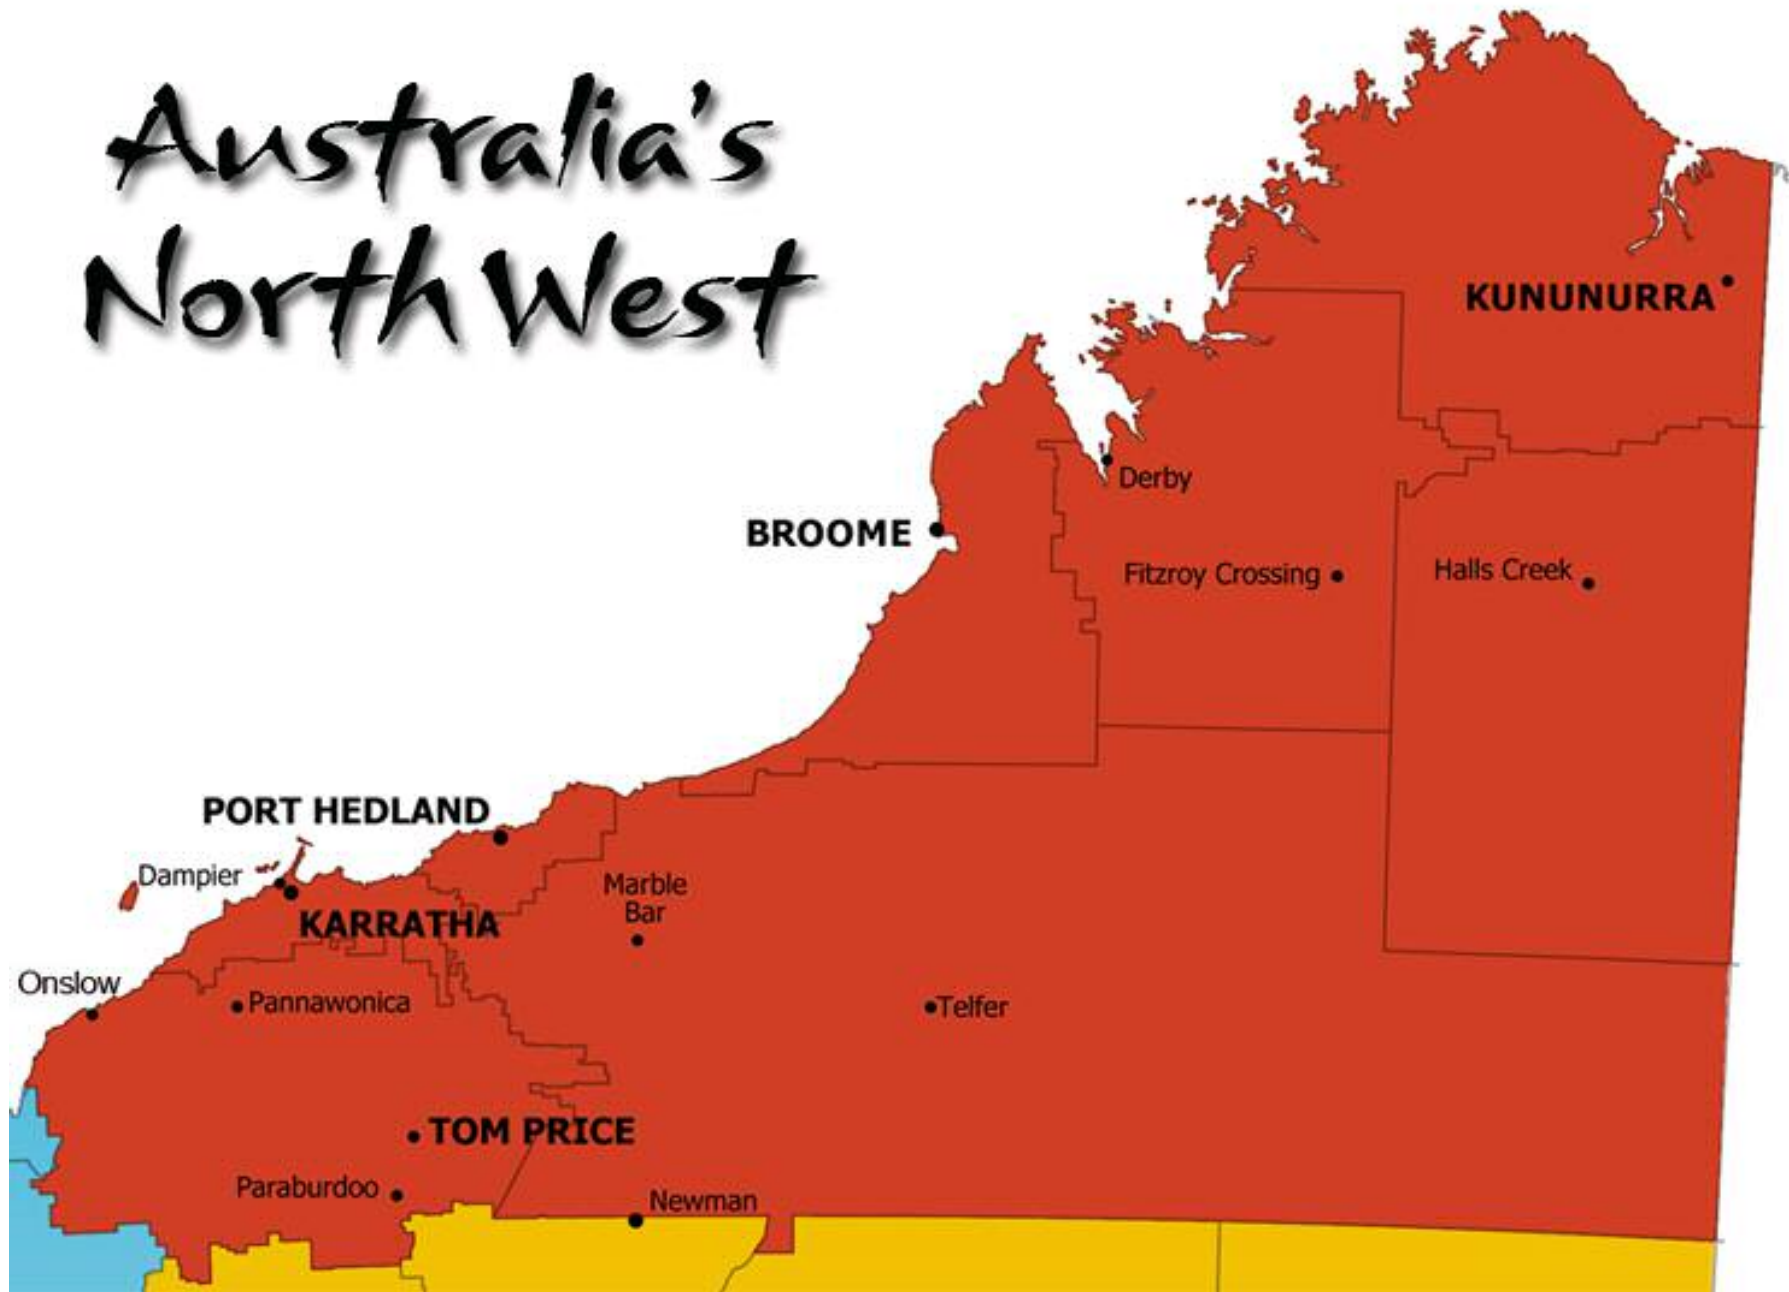 Australia's
North West
KUNUNURRA
Derby
BROOME
Fitzroy Crossing
Halls Creek
PORT HEDLAND
Dampier
Marble
Bar
KARRATHA
Onslow
Pannawonica
Telfer
TOM PRICE
Paraburdoo
Newman